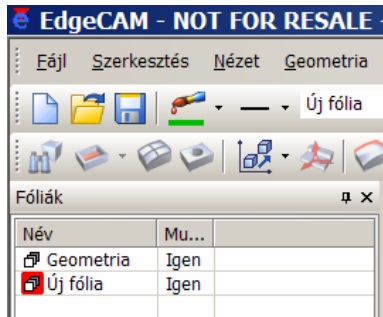 EdgeCAM - NOT FOR RESALE -
Fájl Szerkesztés Nézet Geometria
Új fólia
Fóliák
Név Mu...
Geometria Igen
Új fólia Igen